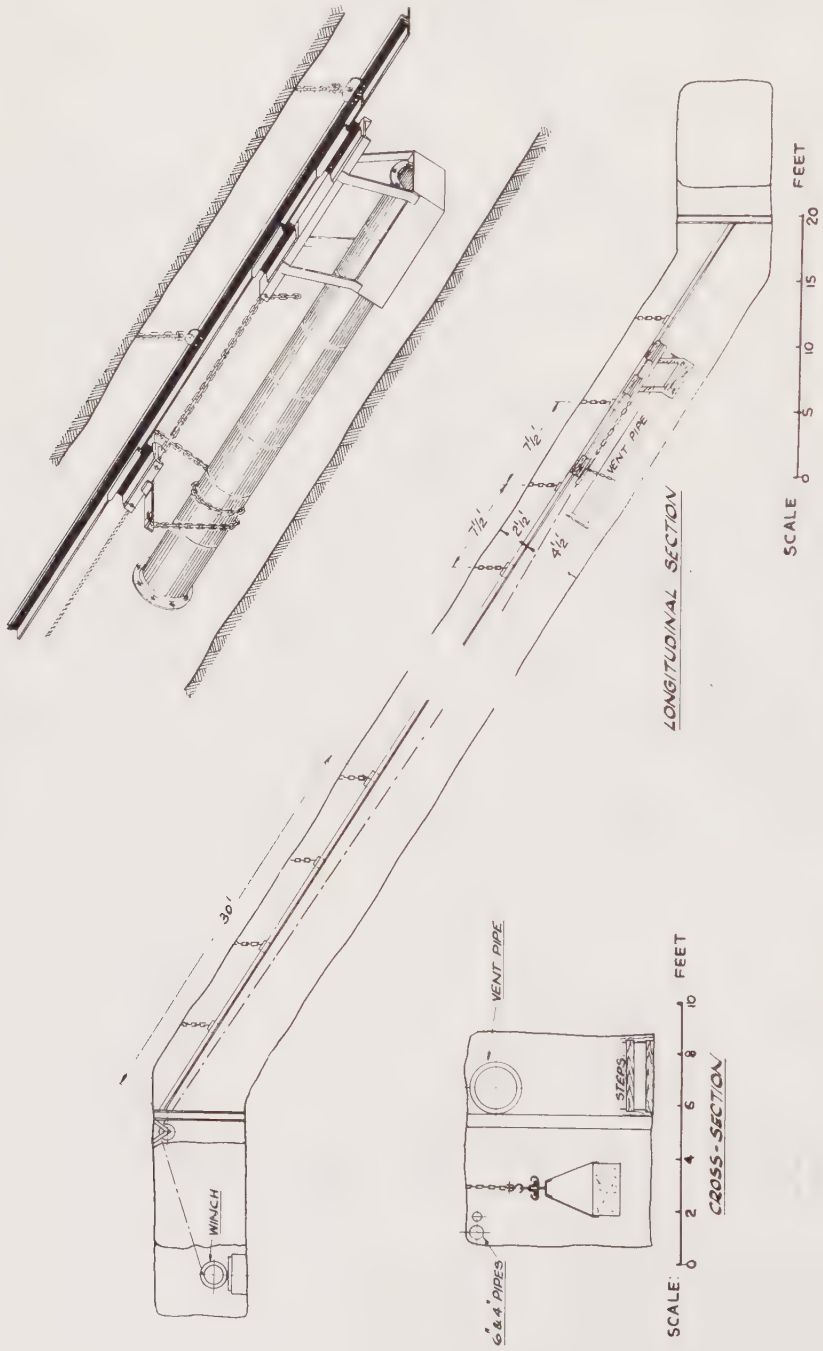 30'
7½'
7½'
2½'
4½'
VENT PIPE
LONGITUDINAL SECTION
SCALE
0 5 10 15 20
FEET
WINCH
6" & 4" PIPES
VENT PIPE
STEPS
SCALE:
0 2 4 6 8 10
FEET
CROSS-SECTION